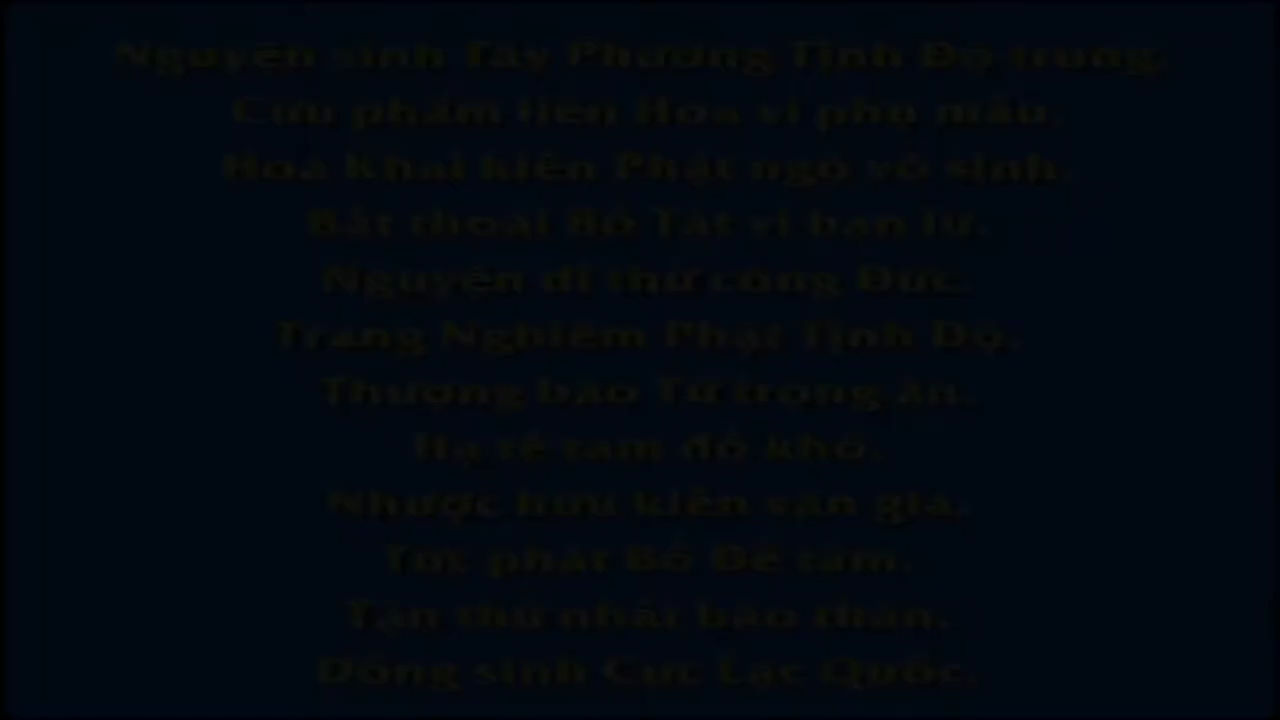 Nguyện sinh Tây Phương Tịnh Độ trung,
Cửu phẩm liên Hoa vi phụ mẫu.
Hoa Khai kiến Phật ngộ vô sinh.
Bất thoái Bồ Tát vi bạn lữ.
Nguyện dĩ thử công Đức.
Trang Nghiêm Phật Tịnh Độ.
Thượng báo Tứ trọng ân.
Hạ tế tam đồ khổ.
Nhược hữu kiến văn giả.
Tức phát Bồ Đề tâm.
Tận thử nhất báo thân.
Đồng sinh Cực Lạc Quốc.